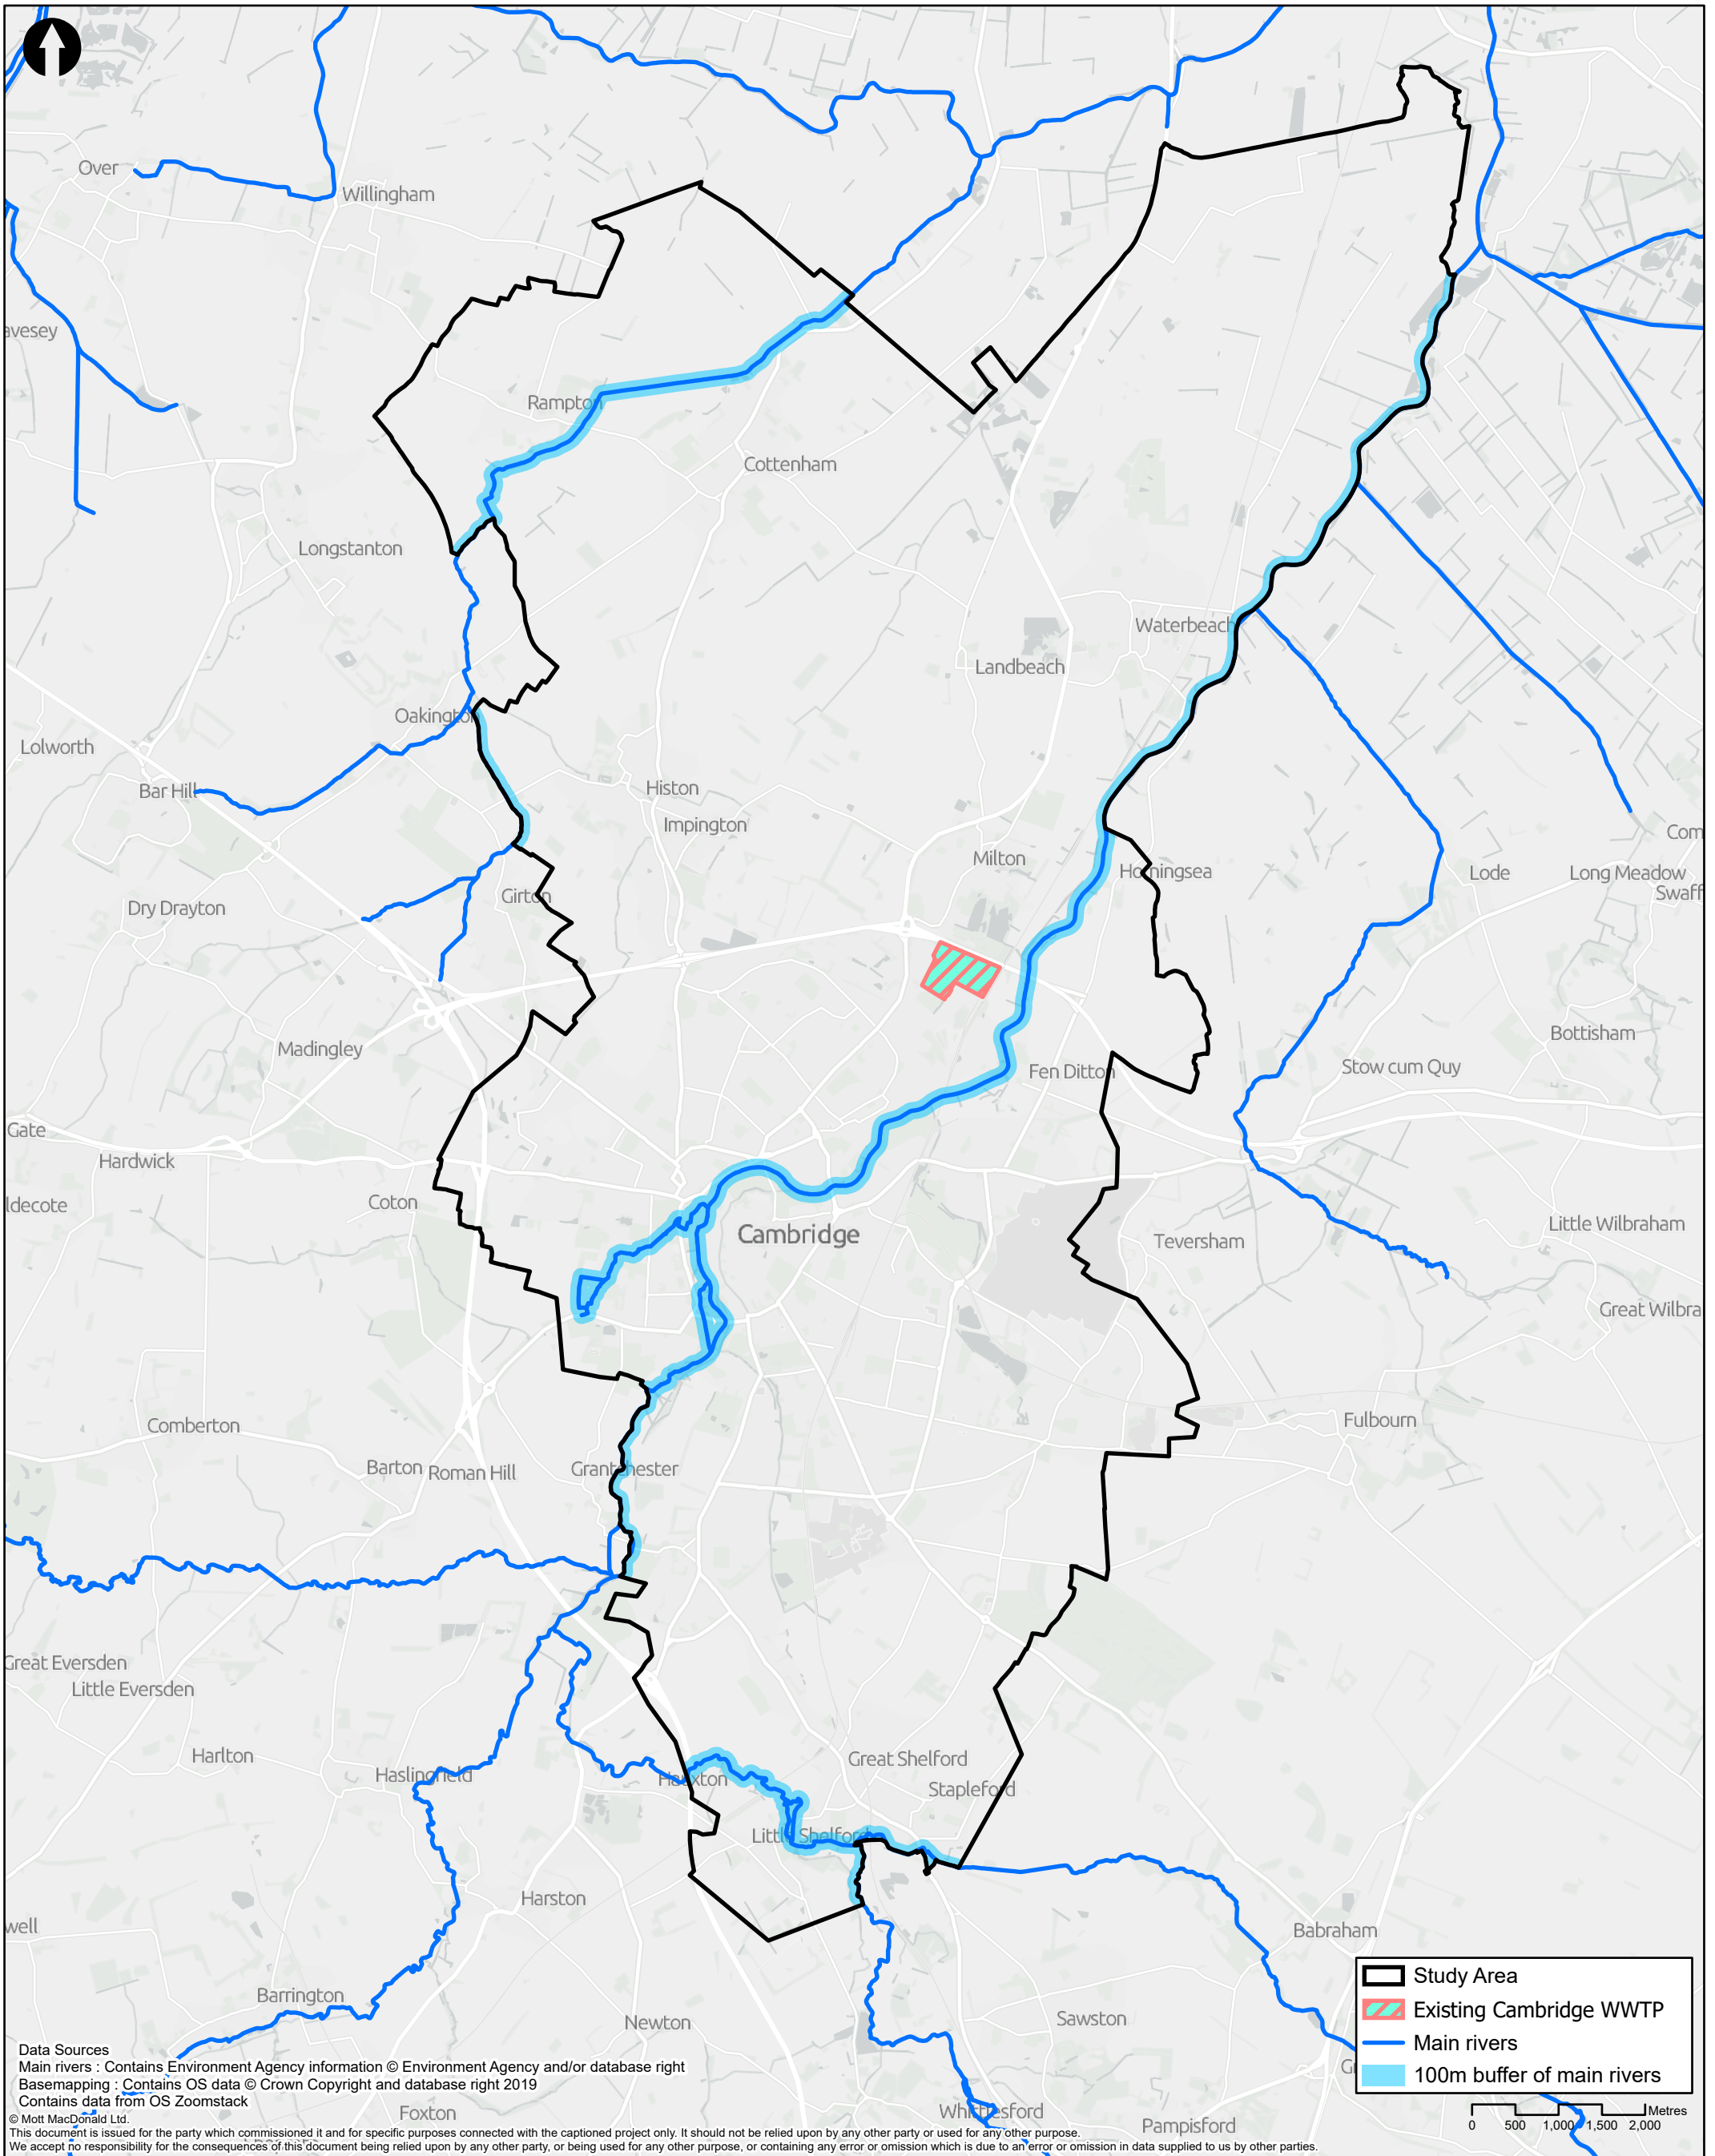 Over
Willingham
avesey
Rampton
Cottenham
Longstanton
Waterbeach
Landbeach
Oakington
Lolworth
Bar Hill
Histon
Impington
Milton
Horningsea
Com
Lode
Long Meadow
Swaff
Girton
Dry Drayton
Madingley
Bottisham
Stow cum Quy
Fen Ditton
Gate
Hardwick
Coton
ldecote
Cambridge
Teversham
Little Wilbraham
Great Wilbra
Comberton
Fulbourn
Barton
Roman Hill
Grantchester
Great Eversden
Little Eversden
Harlton
Haslingfield
Hauxton
Great Shelford
Stapleford
Little Shelford
Harston
well
Babraham
Barrington
Newton
Sawston
Foxton
Whittlesford
Pampisford
Study Area
Existing Cambridge WWTP
Main rivers
100m buffer of main rivers
Metres
0 500 1,000 1,500 2,000
Data Sources
Main rivers : Contains Environment Agency information © Environment Agency and/or database right
Basemapping : Contains OS data © Crown Copyright and database right 2019
Contains data from OS Zoomstack
© Mott MacDonald Ltd.
This document is issued for the party which commissioned it and for specific purposes connected with the captioned project only. It should not be relied upon by any other party or used for any other purpose.
We accept no responsibility for the consequences of this document being relied upon by any other party, or being used for any other purpose, or containing any error or omission which is due to an error or omission in data supplied to us by other parties.